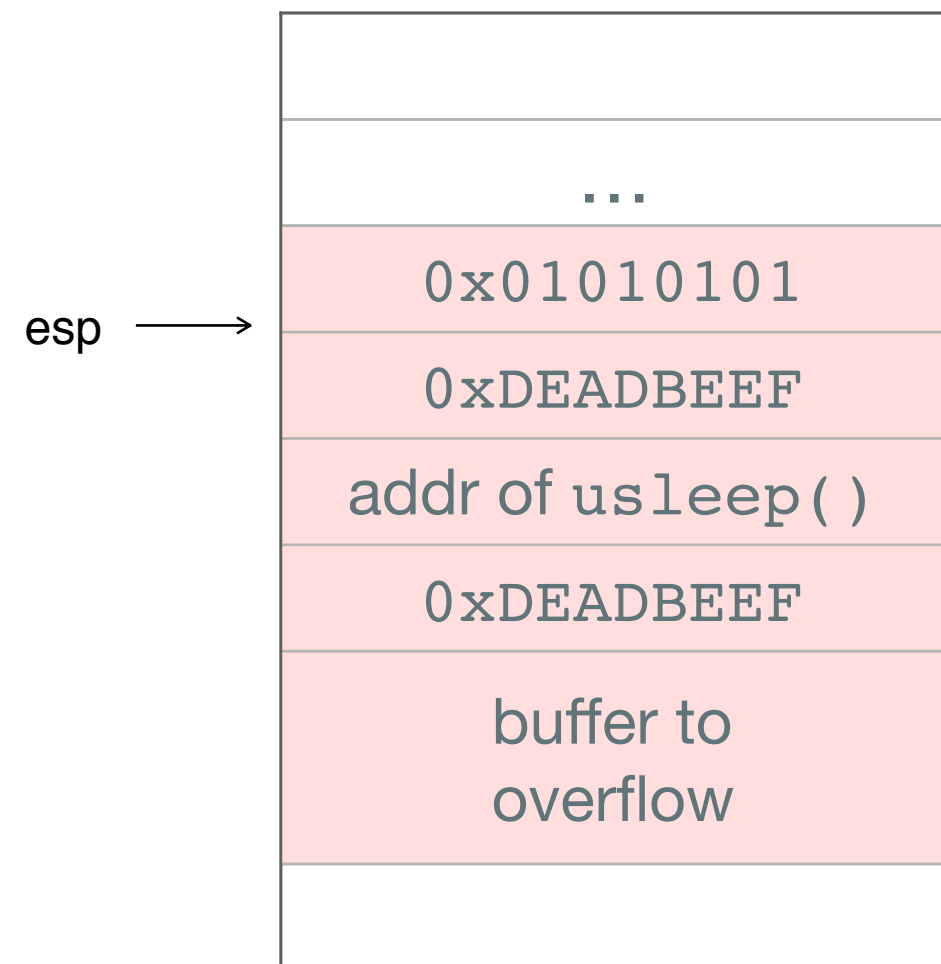 ...
0x01010101
esp
0xDEADBEEF
addr of usleep()
0xDEADBEEF
buffer to
overflow